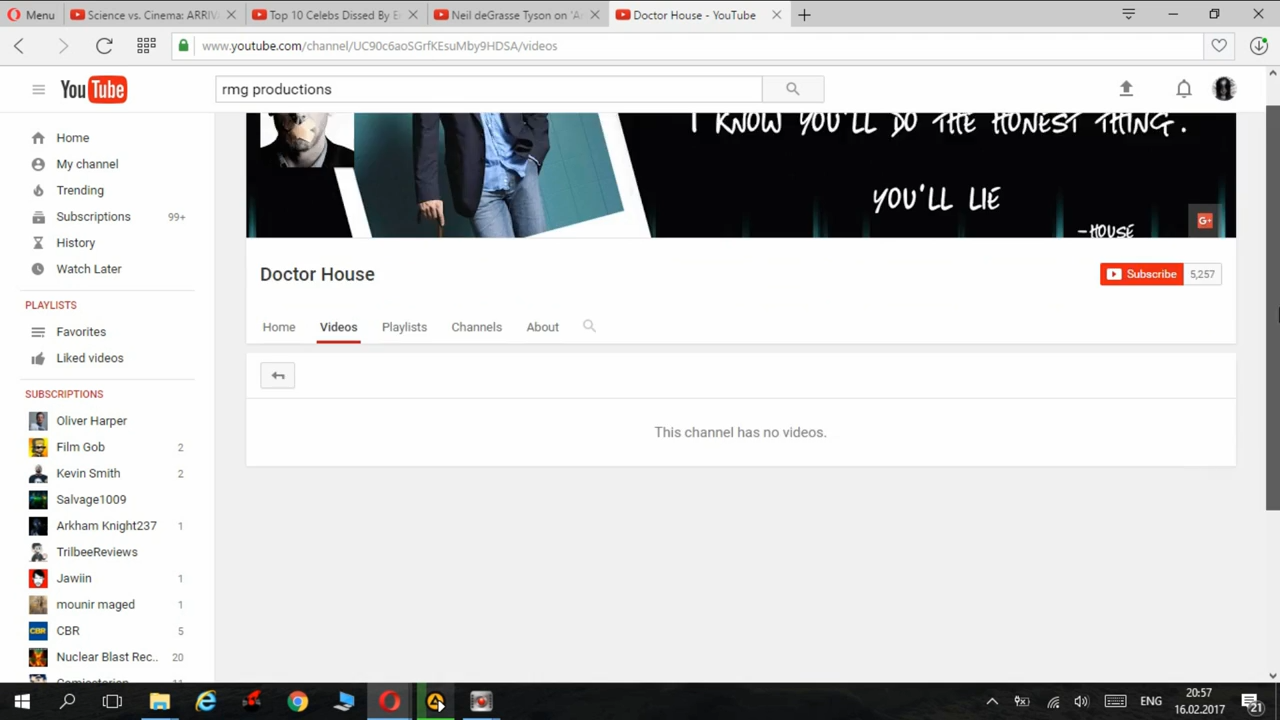 Menu
Science vs. Cinema: ARRIV
Top 10 Celebs Dissed By E
Neil deGrasse Tyson on 'A
Doctor House - YouTube
www.youtube.com/channel/UC90c6aoSGrfKEsuMby9HDSA/videos
YouTube
rmg productions
Home
My channel
Trending
Subscriptions 99+
History
Watch Later
PLAYLISTS
Favorites
Liked videos
SUBSCRIPTIONS
Oliver Harper
Film Gob 2
Kevin Smith 2
Salvage1009
Arkham Knight237 1
TrilbeeReviews
Jawiin 1
mounir maged 1
CBR CBR 5
Nuclear Blast Rec.. 20
I KNOW YOU'LL DO THE HONEST THING.
YOU'LL LIE
-HOUSE
G+
Doctor House
Subscribe 5,257
Home Videos Playlists Channels About
This channel has no videos.
ENG
20:57
16.02.2017
21